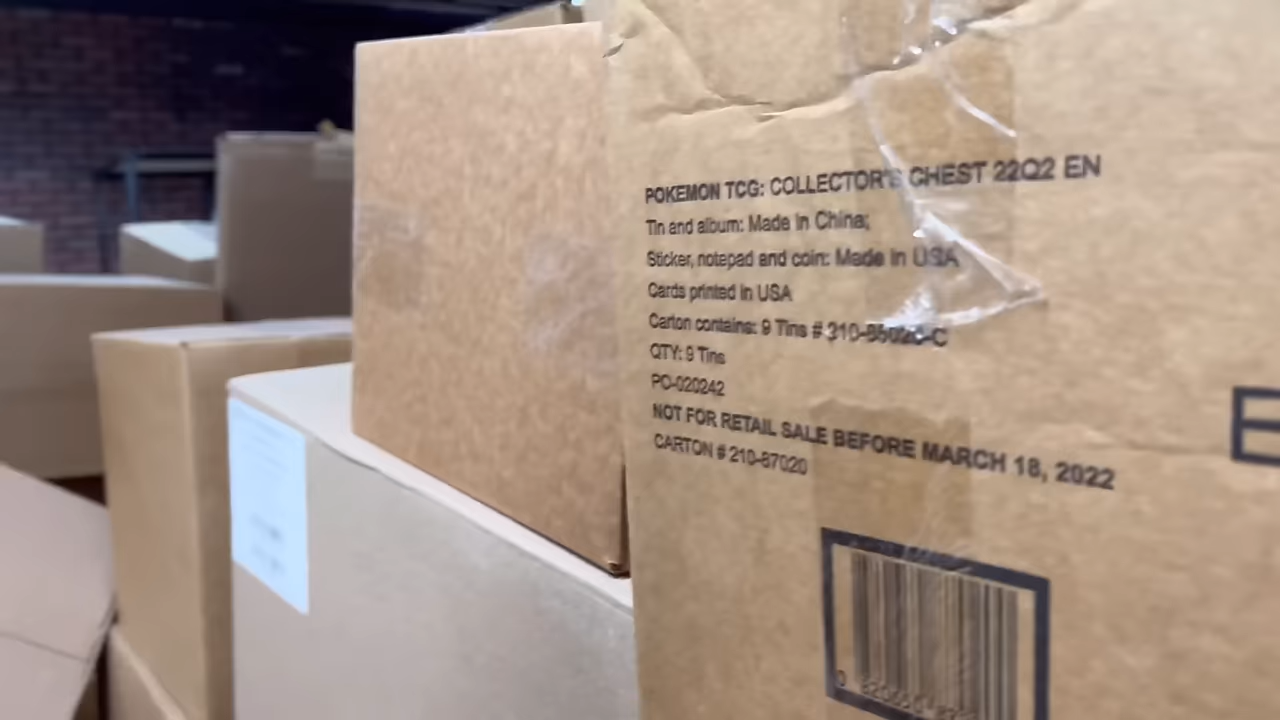 POKEMON TCG: COLLECTOR'S CHEST 22Q2 EN
Tin and album: Made In China;
Sticker, notepad and coin: Made In USA
Cards printed in USA
Carton contains: 9 Tins # 210-85020-C
QTY: 9 Tins
PO-020242
NOT FOR RETAIL SALE BEFORE MARCH 18, 2022
CARTON # 210-87020
E